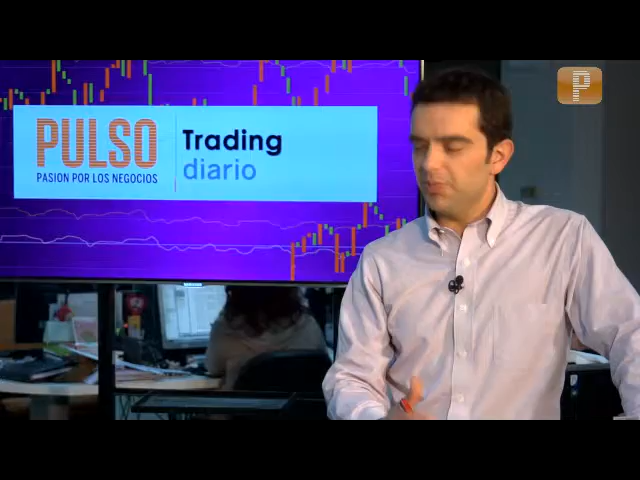 PULSO
PASION POR LOS NEGOCIOS
Trading
diario
P